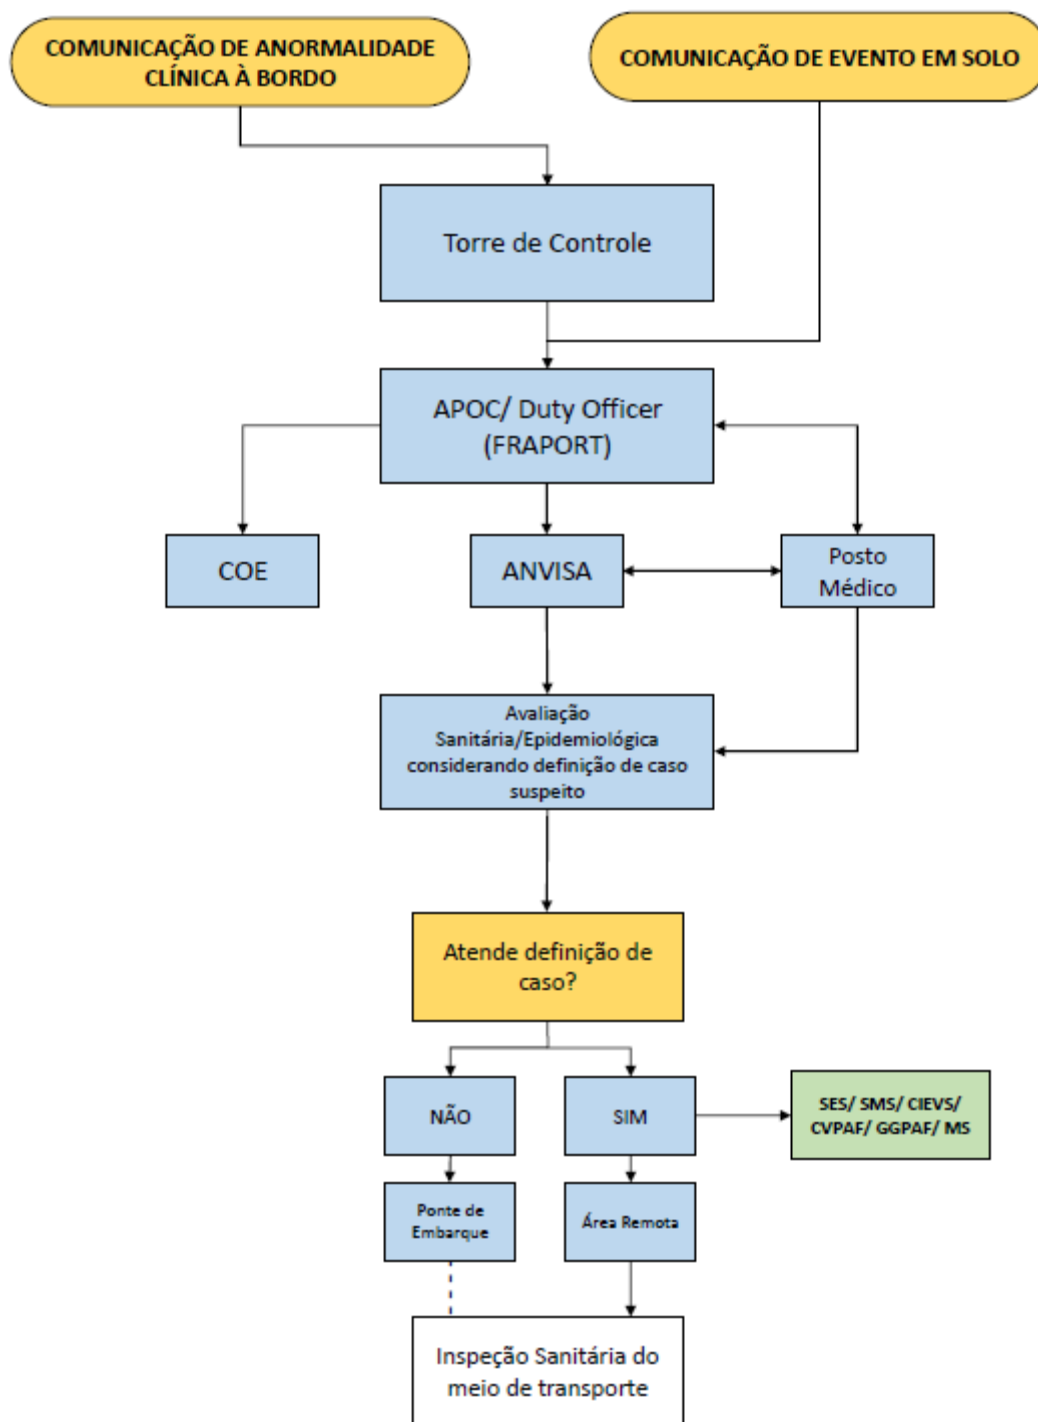 COMUNICAÇÃO DE ANORMALIDADE
CLÍNICA À BORDO
COMUNICAÇÃO DE EVENTO EM SOLO
Torre de Controle
APOC/ Duty Officer
(FRAPORT)
COE
ANVISA
Posto
Médico
Avaliação
Sanitária/Epidemiológica
considerando definição de caso
suspeito
Atende definição de
caso?
NÃO
SIM
SES/ SMS/ CIEVS/
CVPAF/ GGPAF/ MS
Ponte de
Embarque
Área Remota
Inspeção Sanitária do
meio de transporte